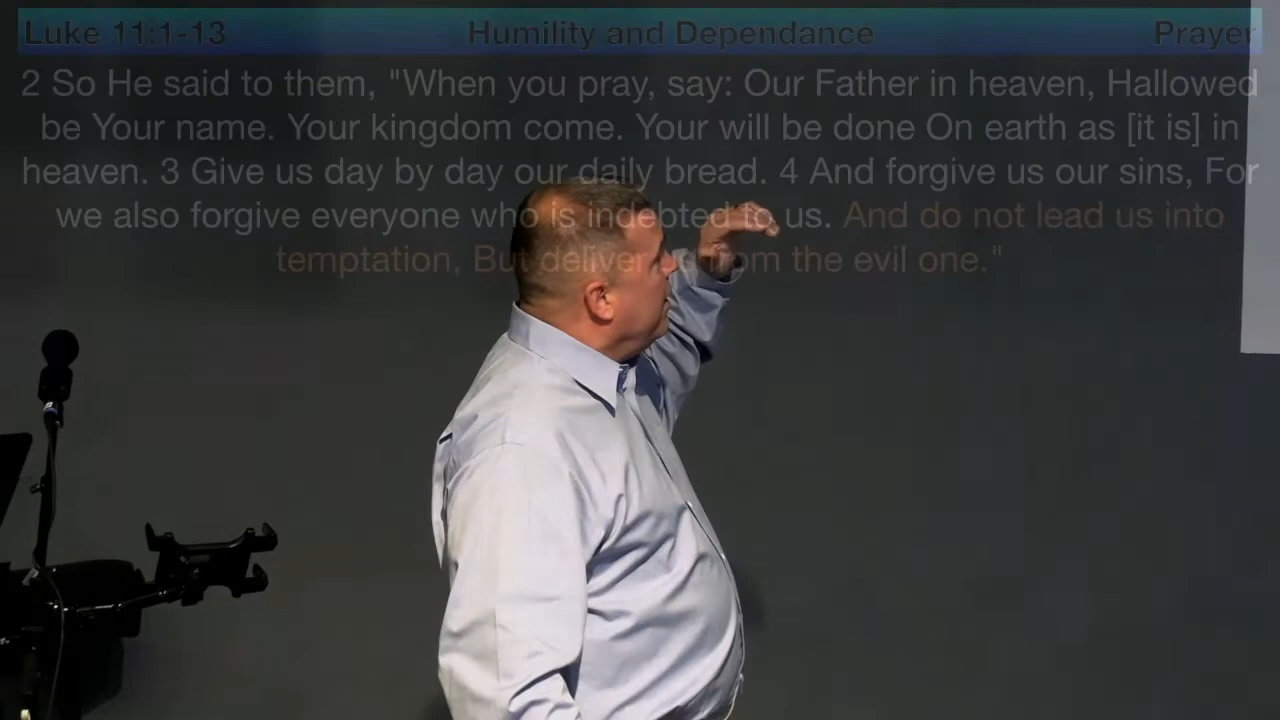 Luke 11:1-13 Humility and Dependance Prayer
2 So He said to them, "When you pray, say: Our Father in heaven, Hallowed
be Your name. Your kingdom come. Your will be done On earth as [it is] in
heaven. 3 Give us day by day our daily bread. 4 And forgive us our sins, For
we also forgive everyone who is indebted to us. And do not lead us into
temptation, But deliver from the evil one."